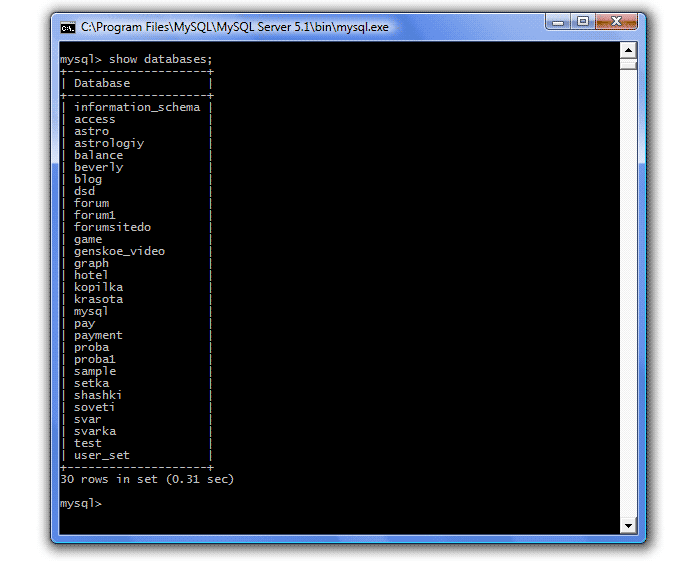 C:\Program Files\MySQL\MySQL Server 5.1\bin\mysql.exe
mysql> show databases;
+--------------------+
| Database           |
+--------------------+
| information_schema |
| access             |
| astro              |
| astrologiy         |
| balance            |
| beverly            |
| blog               |
| dsd                |
| forum              |
| forum1             |
| forumsitedo        |
| game               |
| genskoe_video      |
| graph              |
| hotel              |
| kopilka            |
| krasota            |
| mysql              |
| pay                |
| payment            |
| proba              |
| proba1             |
| sample             |
| setka              |
| shashki            |
| soveti             |
| svar               |
| svarka             |
| test               |
| user_set           |
+--------------------+
30 rows in set (0.31 sec)
mysql>